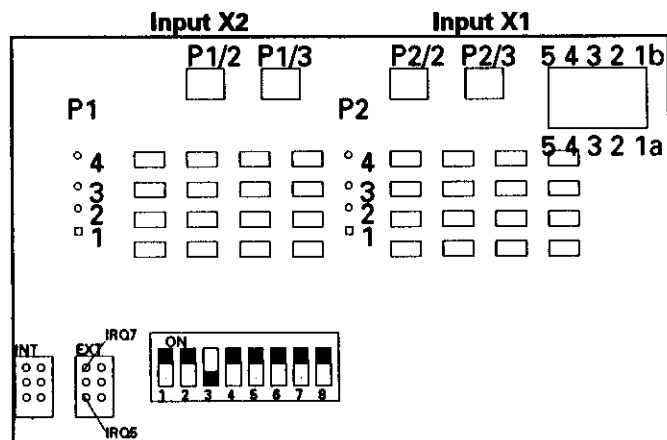 Input X2 Input X1
P1/2 P1/3 P2/2 P2/3 5 4 3 2 1b
P1 P2
5 4 3 2 1a
4 4
3 3
2 2
1 1
IRQ7
INT EXT ON
1 2 3 4 5 6 7 8
IRQ5